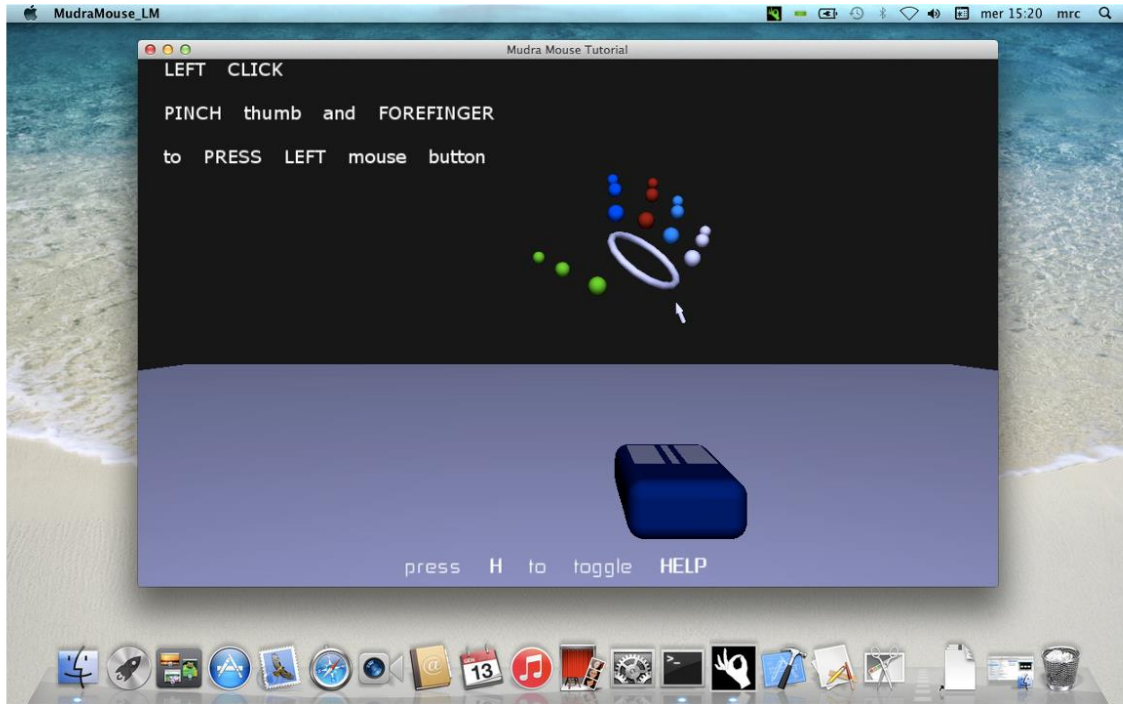 MudraMouse_LM mer 15:20 mrc
Mudra Mouse Tutorial
LEFT CLICK
PINCH thumb and FOREFINGER
to PRESS LEFT mouse button
press H to toggle HELP
GEN
13